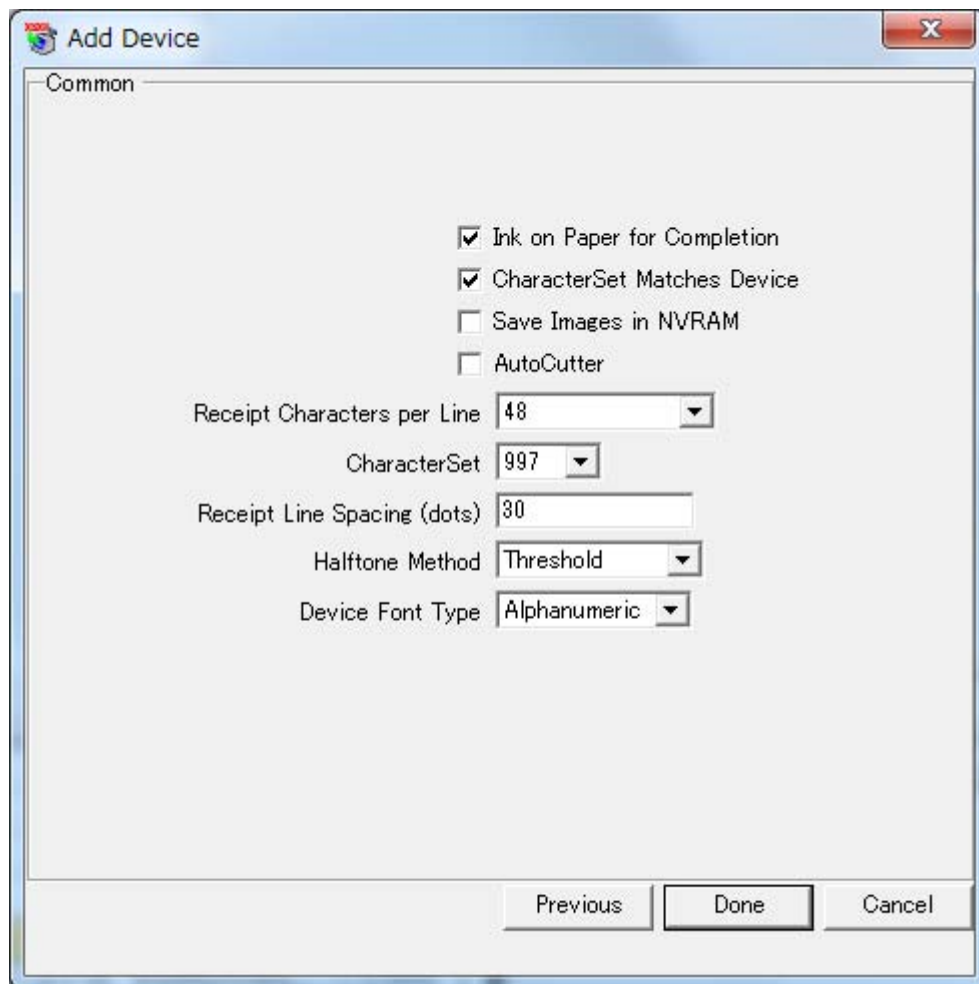 Add Device
Common
Ink on Paper for Completion
CharacterSet Matches Device
Save Images in NVRAM
AutoCutter
Receipt Characters per Line 48
CharacterSet 997
Receipt Line Spacing (dots) 30
Halftone Method Threshold
Device Font Type Alphanumeric
Previous Done Cancel